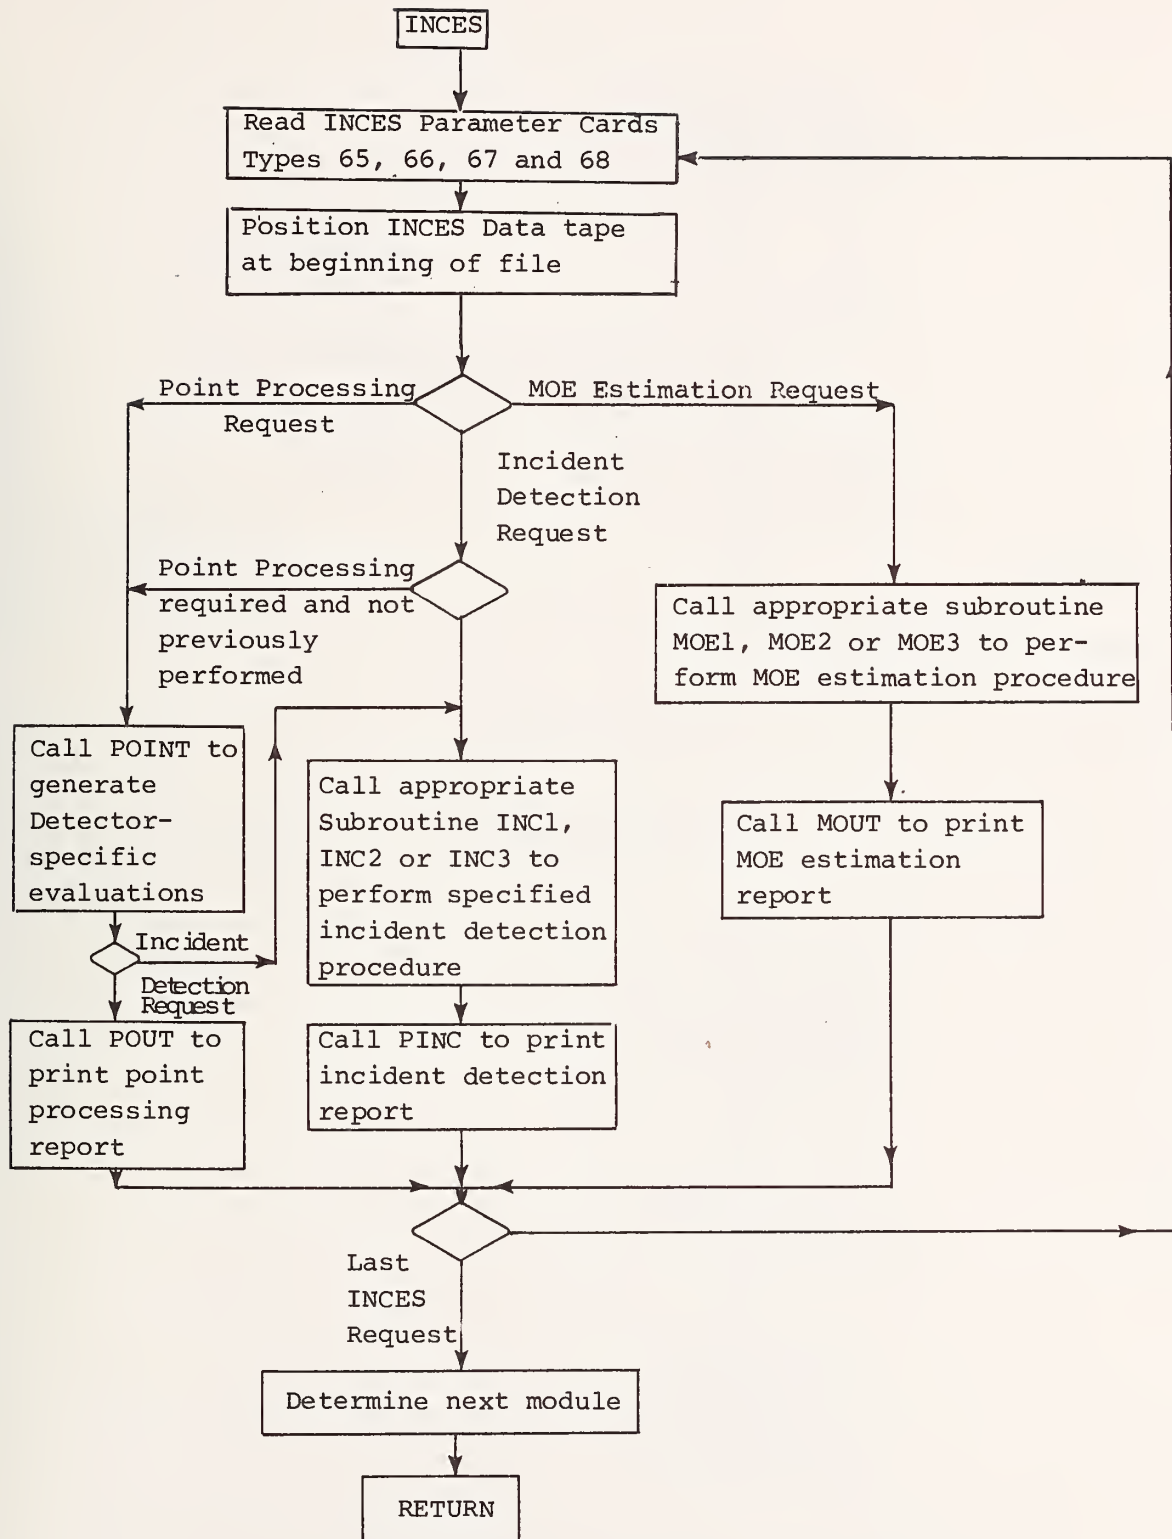 INCES
Read INCES Parameter Cards
Types 65, 66, 67 and 68
Position INCES Data tape
at beginning of file
Point Processing
Request
MOE Estimation Request
Incident
Detection
Request
Point Processing
required and not
previously
performed
Call appropriate subroutine
MOE1, MOE2 or MOE3 to per-
form MOE estimation procedure
Call POINT to
generate
Detector-
specific
evaluations
Call appropriate
Subroutine INC1,
INC2 or INC3 to
perform specified
incident detection
procedure
Call MOUT to print
MOE estimation
report
Incident
Detection
Request
Call POUT to
print point
processing
report
Call PINC to print
incident detection
report
Last
INCES
Request
Determine next module
RETURN